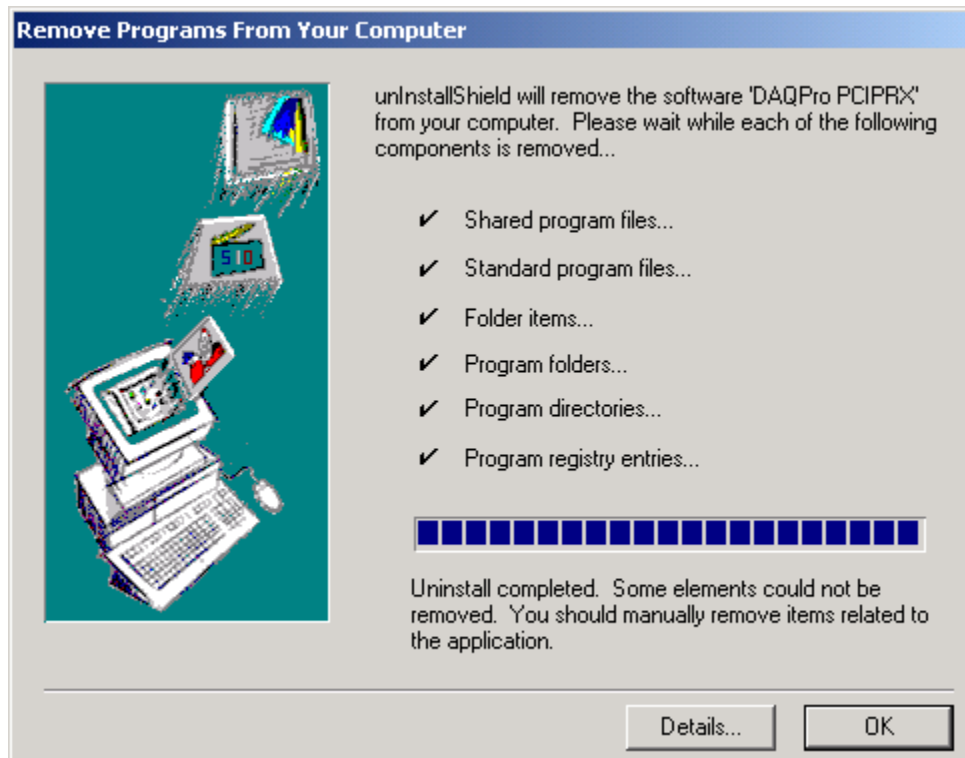 Remove Programs From Your Computer
unInstallShield will remove the software 'DAQPro PCIPRX'
from your computer.  Please wait while each of the following
components is removed...
Shared program files...
Standard program files...
Folder items...
Program folders...
Program directories...
Program registry entries...
510
Uninstall completed.  Some elements could not be
removed.  You should manually remove items related to
the application.
Details...
OK